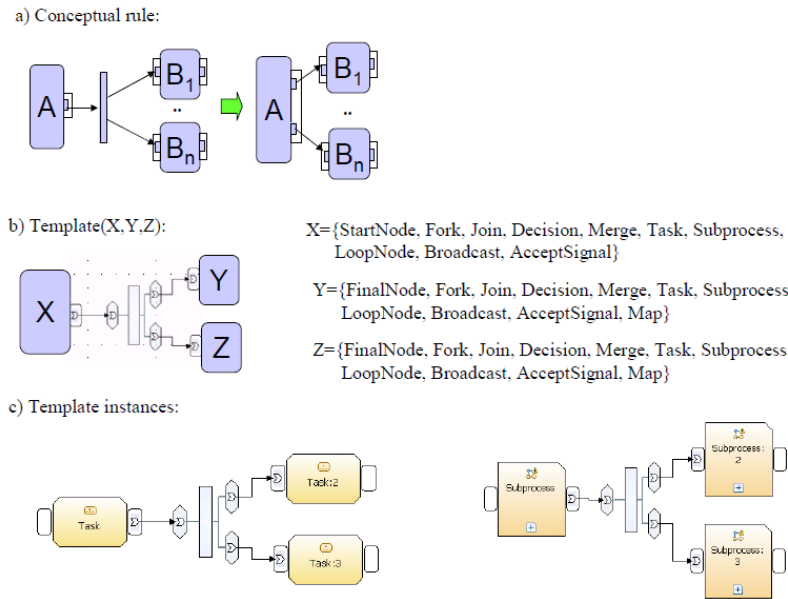 a) Conceptual rule:
A
B1
..
Bn
A
B1
..
Bn
b) Template(X,Y,Z):
X
Y
Z
X={StartNode, Fork, Join, Decision, Merge, Task, Subprocess,
LoopNode, Broadcast, AcceptSignal}
Y={FinalNode, Fork, Join, Decision, Merge, Task, Subprocess
LoopNode, Broadcast, AcceptSignal, Map}
Z={FinalNode, Fork, Join, Decision, Merge, Task, Subprocess
LoopNode, Broadcast, AcceptSignal, Map}
c) Template instances:
Task
Task:2
Task:3
Subprocess
Subprocess:
2
Subprocess:
3